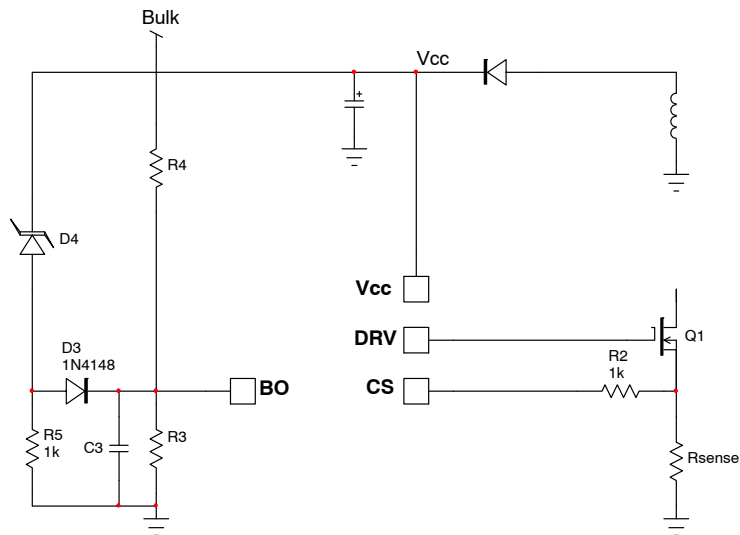 Bulk
Vcc
+
R4
D4
Vcc
DRV
Q1
D3
1N4148
R2
1k
BO
CS
R5
1k
C3
R3
Rsense